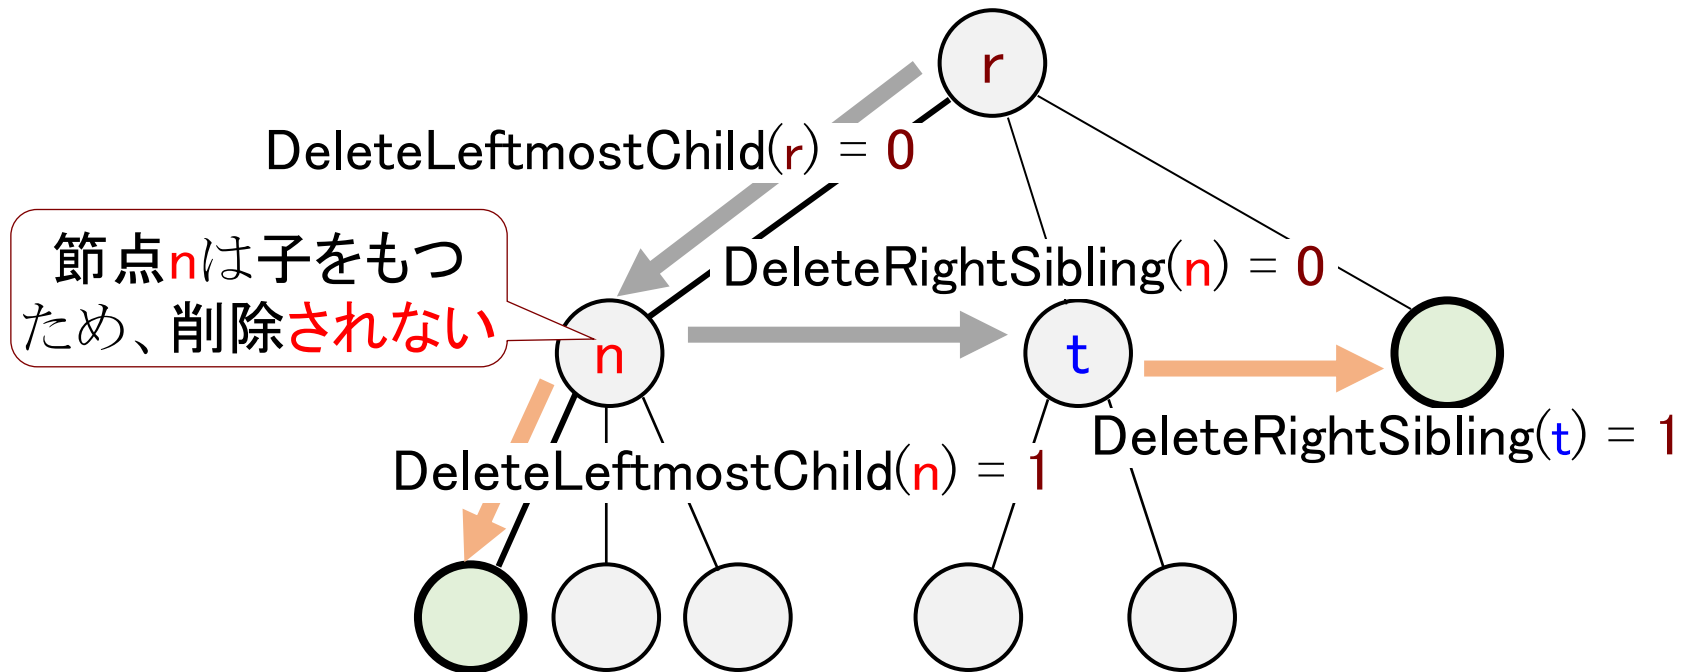 r
DeleteLeftmostChild(r) = 0
節点nは子をもつ
ため、削除されない
DeleteRightSibling(n) = 0
n
t
DeleteRightSibling(t) = 1
DeleteLeftmostChild(n) = 1